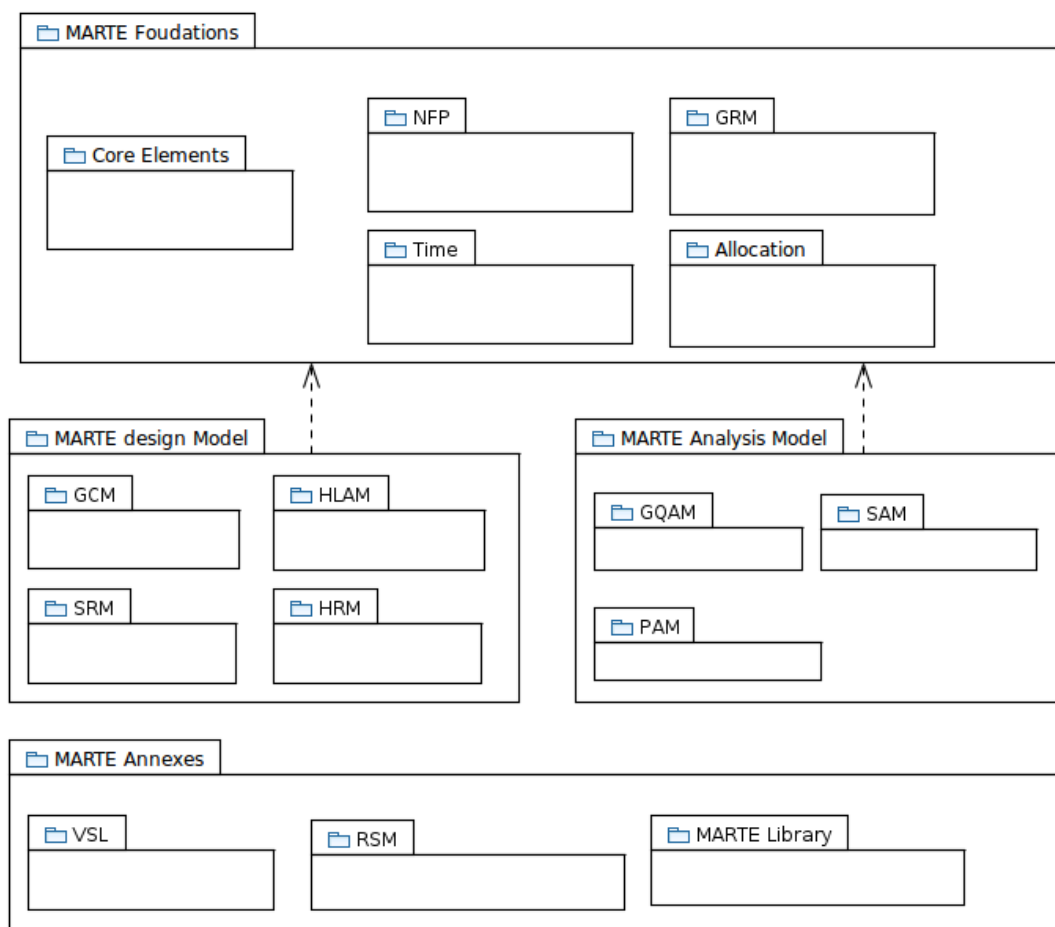 MARTE Foudations
NFP
GRM
Core Elements
Time
Allocation
MARTE design Model
MARTE Analysis Model
GCM
HLAM
GQAM
SAM
SRM
HRM
PAM
MARTE Annexes
VSL
RSM
MARTE Library